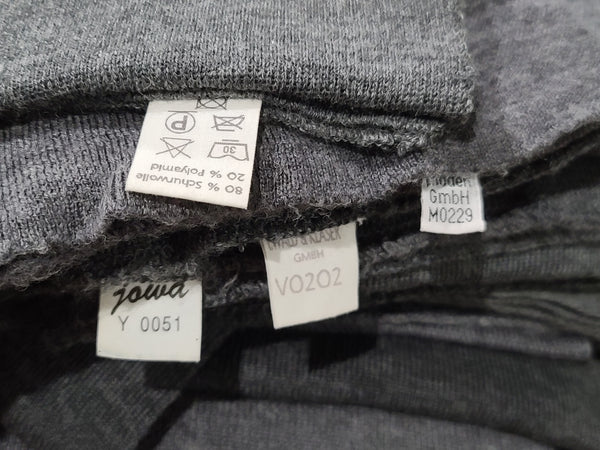 P
30
80 % Schurwolle
20 % Polyamid
GmbH
M0229
GMBH
V0202
jowa
Y 0051